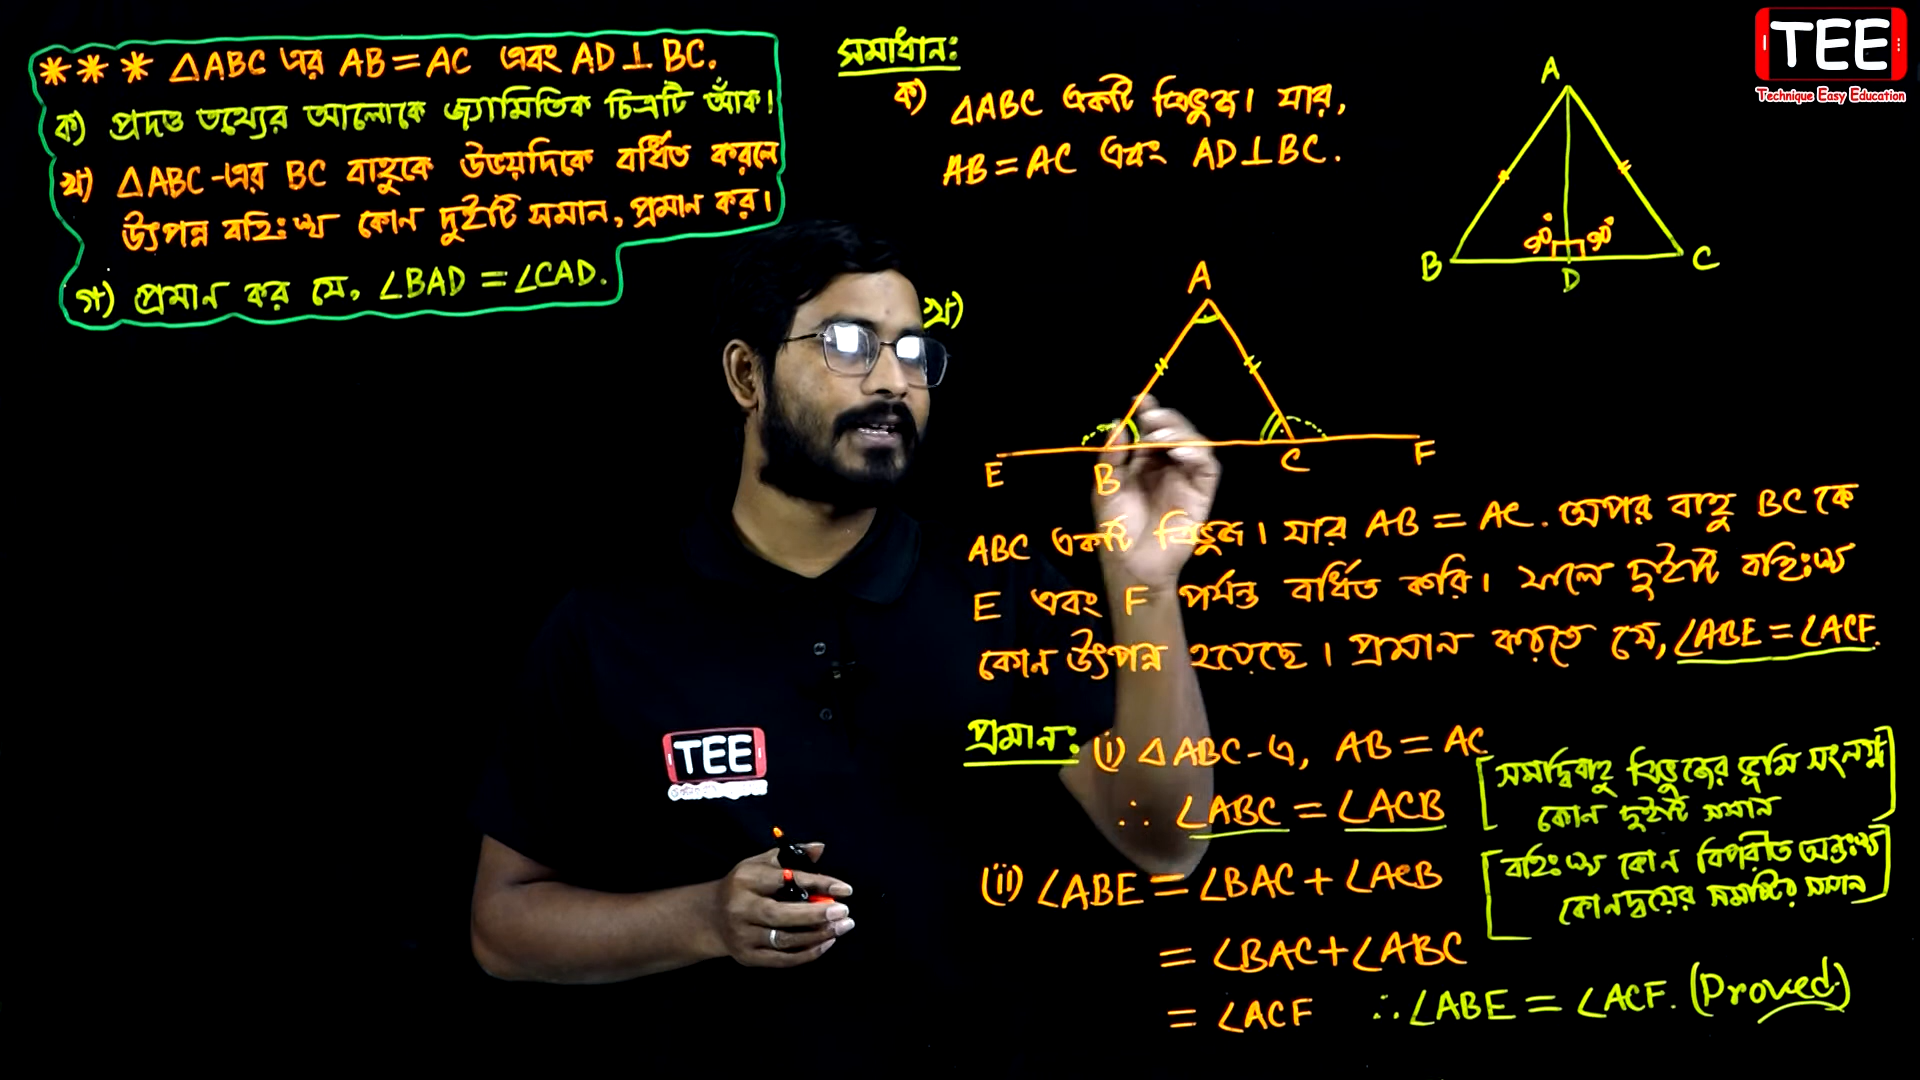 *** △ABC এর AB = AC এবং AD ⊥ BC.
ক) প্রদত্ত তথ্যের আলোকে জ্যামিতিক চিত্রটি আঁক।
খ) △ABC-এর BC বাহুকে উভয়দিকে বর্ধিত করলে
উৎপন্ন বহিঃস্থ কোন দুইটি সমান, প্রমান কর।
গ) প্রমান কর যে, ∠BAD = ∠CAD.
সমাধান:
ক) △ABC একটি ত্রিভুজ। যার,
AB = AC এবং AD ⊥ BC.
A
90° 90°
B D C
TEE
Technique Easy Education
খ)
A
E B C F
ABC একটি ত্রিভুজ। যার AB = AC. অপর বাহু BC কে
E এবং F পর্যন্ত বর্ধিত করি। ফলে দুইটি বহিঃস্থ
কোন উৎপন্ন হয়েছে। প্রমান করতে যে, ∠ABE = ∠ACF.
প্রমান: (i) △ABC-এ, AB = AC
∴ ∠ABC = ∠ACB
[সমদ্বিবাহু ত্রিভুজের ভূমি সংলগ্ন
কোন দুইটি সমান]
(ii) ∠ABE = ∠BAC + ∠ACB
[বহিঃস্থ কোন বিপরীত অন্তঃস্থ
কোনদ্বয়ের সমষ্টির সমান]
= ∠BAC + ∠ABC
= ∠ACF ∴ ∠ABE = ∠ACF. (Proved)
TEE